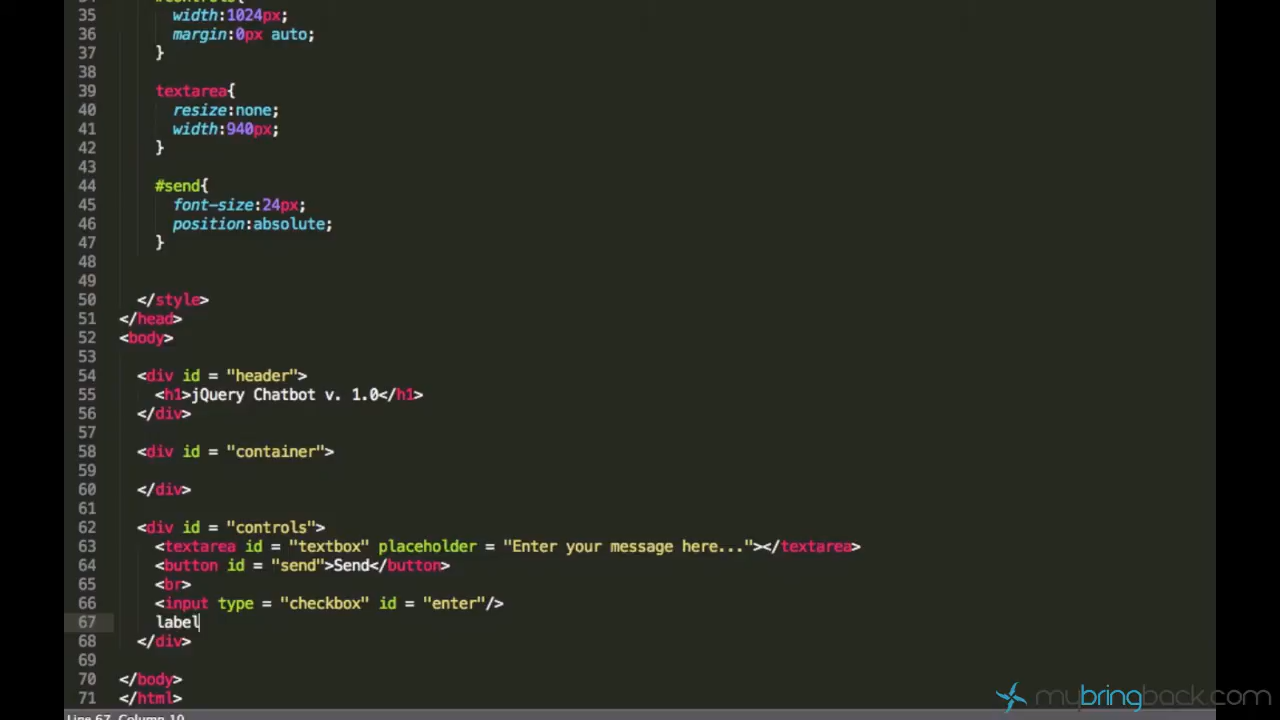 35 width:1024px;
36 margin:0px auto;
37 }
38
39 textarea{
40 resize:none;
41 width:940px;
42 }
43
44 #send{
45 font-size:24px;
46 position:absolute;
47 }
48
49
50 </style>
51 </head>
52 <body>
53
54 <div id = "header">
55 <h1>jQuery Chatbot v. 1.0</h1>
56 </div>
57
58 <div id = "container">
59
60 </div>
61
62 <div id = "controls">
63 <textarea id = "textbox" placeholder = "Enter your message here..."></textarea>
64 <button id = "send">Send</button>
65 <br>
66 <input type = "checkbox" id = "enter"/>
67 label
68 </div>
69
70 </body>
71 </html>
mybringback.com
Line 67, Column 10